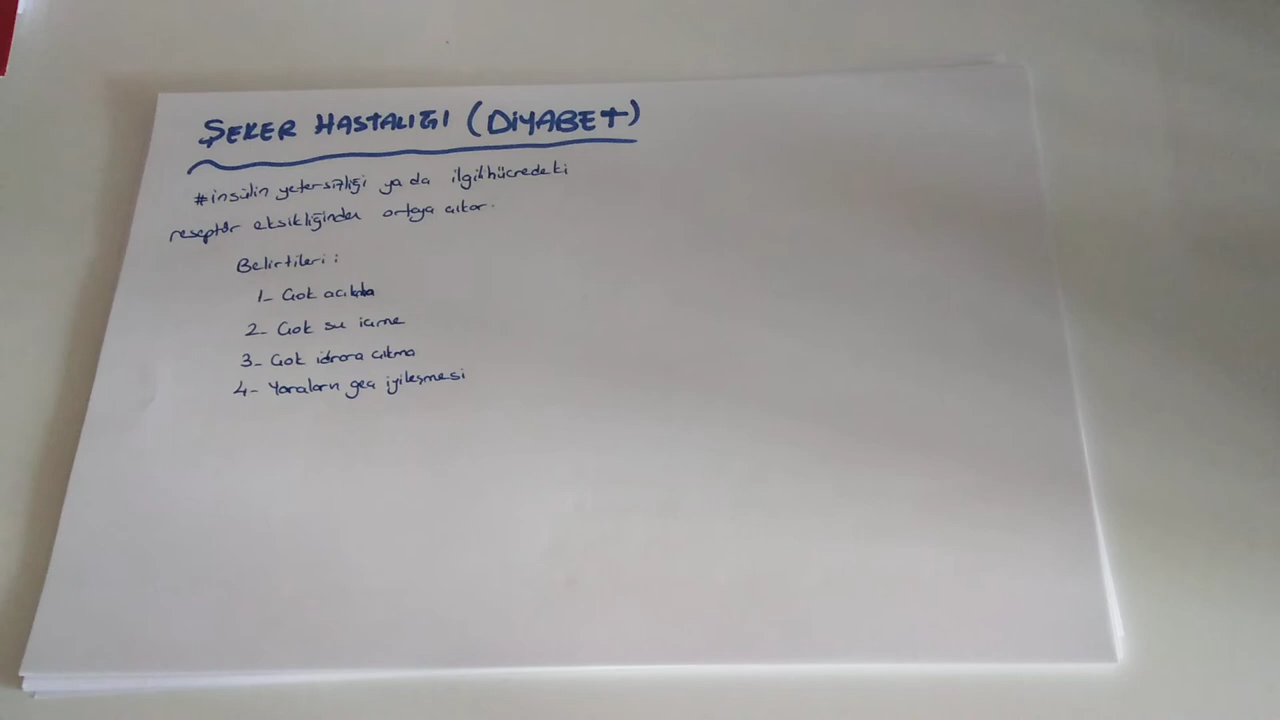 ŞEKER HASTALIĞI (DİYABET)
#insülin yetersizliği ya da ilgili hücredeki
reseptör eksikliğinden ortaya çıkar.
Belirtileri :
1- Çok acıkma
2- Çok su içme
3- Çok idrara çıkma
4- Yaraların geç iyileşmesi